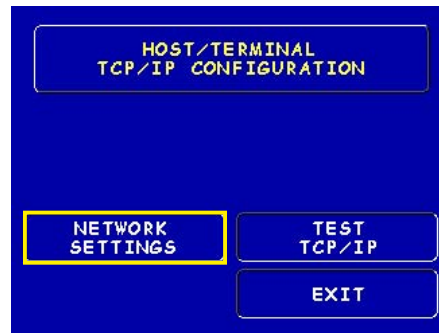 HOST/TERMINAL
TCP/IP CONFIGURATION
NETWORK
SETTINGS
TEST
TCP/IP
EXIT